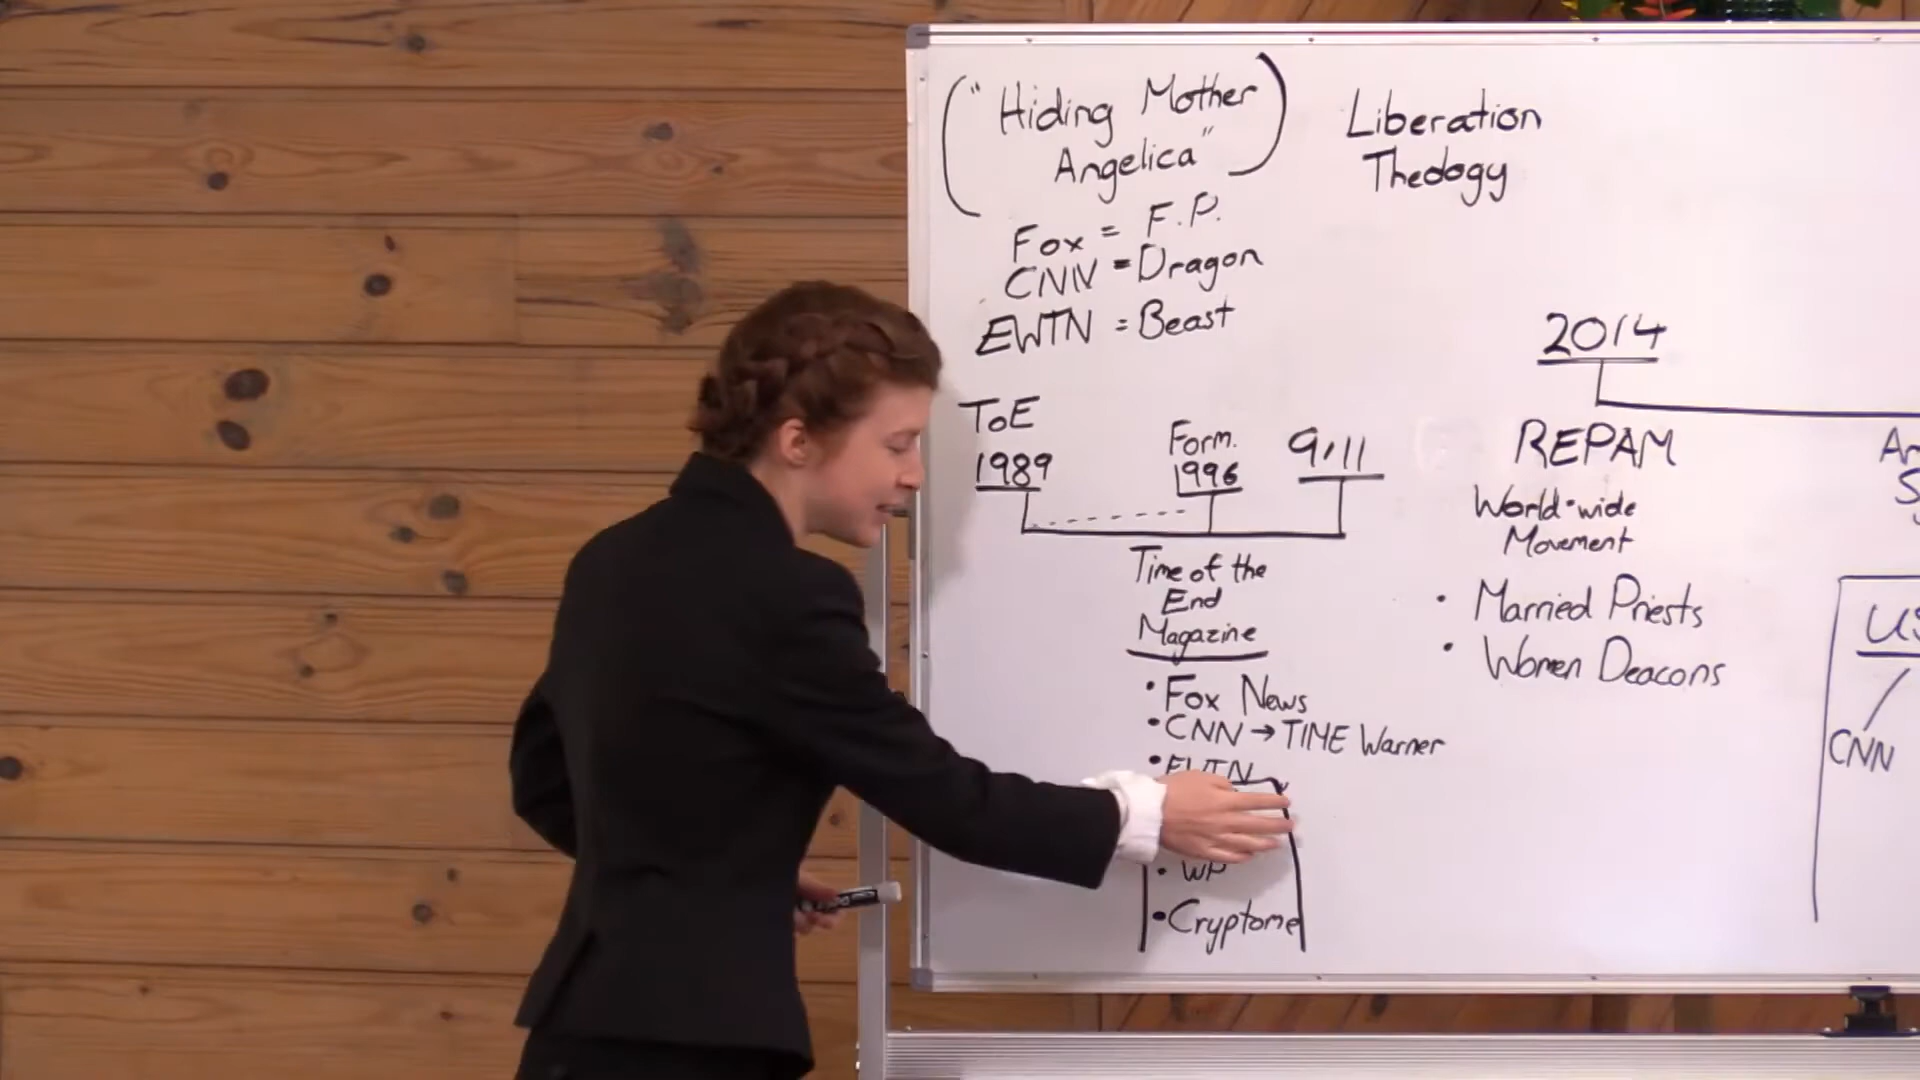 ("Hiding Mother
Angelica")
Fox = F.P.
CNN = Dragon
EWTN = Beast
ToE
1989
Form.
1996
9/11
Time of the
End
Magazine
• Fox News
• CNN → TIME Warner
• EWTN
• WP
• Cryptome
Liberation
Theology
2014
REPAM
World-wide
Movement
• Married Priests
• Women Deacons
CNN